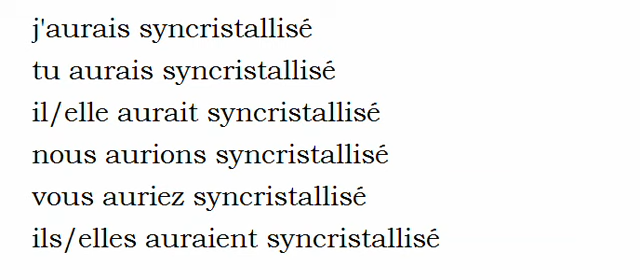 j'aurais syncristallisé
tu aurais syncristallisé
il/elle aurait syncristallisé
nous aurions syncristallisé
vous auriez syncristallisé
ils/elles auraient syncristallisé